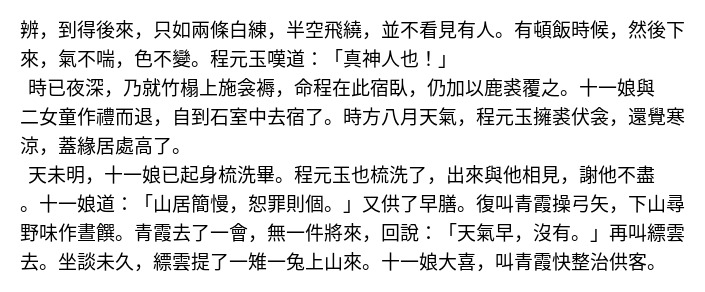 辨，到得後來，只如兩條白練，半空飛繞，並不看見有人。有頓飯時候，然後下
來，氣不喘，色不變。程元玉嘆道：「真神人也！」
時已夜深，乃就竹榻上施衾褥，命程在此宿臥，仍加以鹿裘覆之。十一娘與
二女童作禮而退，自到石室中去宿了。時方八月天氣，程元玉擁裘伏衾，還覺寒
涼，蓋緣居處高了。
天未明，十一娘已起身梳洗畢。程元玉也梳洗了，出來與他相見，謝他不盡
。十一娘道：「山居簡慢，恕罪則個。」又供了早膳。復叫青霞操弓矢，下山尋
野味作晝饌。青霞去了一會，無一件將來，回說：「天氣早，沒有。」再叫縹雲
去。坐談未久，縹雲提了一雉一兔上山來。十一娘大喜，叫青霞快整治供客。